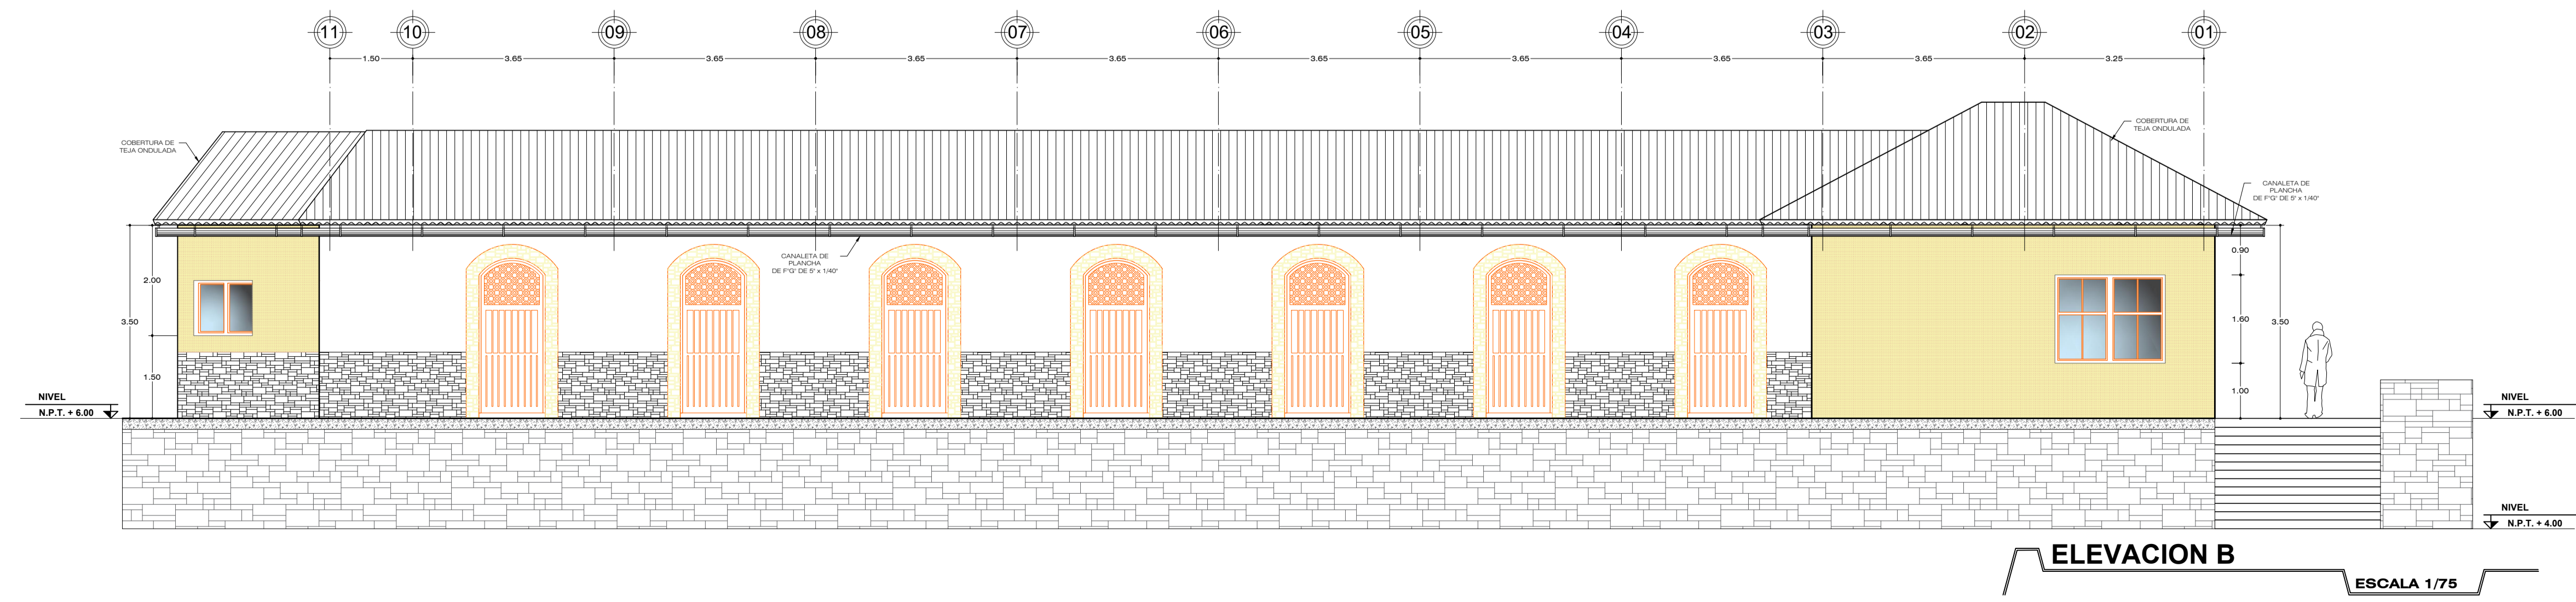 11 10 09 08 07 06 05 04 03 02 01
1.50 3.65 3.65 3.65 3.65 3.65 3.65 3.65 3.65 3.25
COBERTURA DE
TEJA ONDULADA
COBERTURA DE
TEJA ONDULADA
CANALETA DE
PLANCHA
DE F°G° DE 5" x 1/40"
CANALETA DE
PLANCHA
DE F°G° DE 5" x 1/40"
2.00
3.50
1.50
0.90
1.60
3.50
1.00
NIVEL
N.P.T. + 6.00
NIVEL
N.P.T. + 6.00
NIVEL
N.P.T. + 4.00
ELEVACION B
ESCALA 1/75